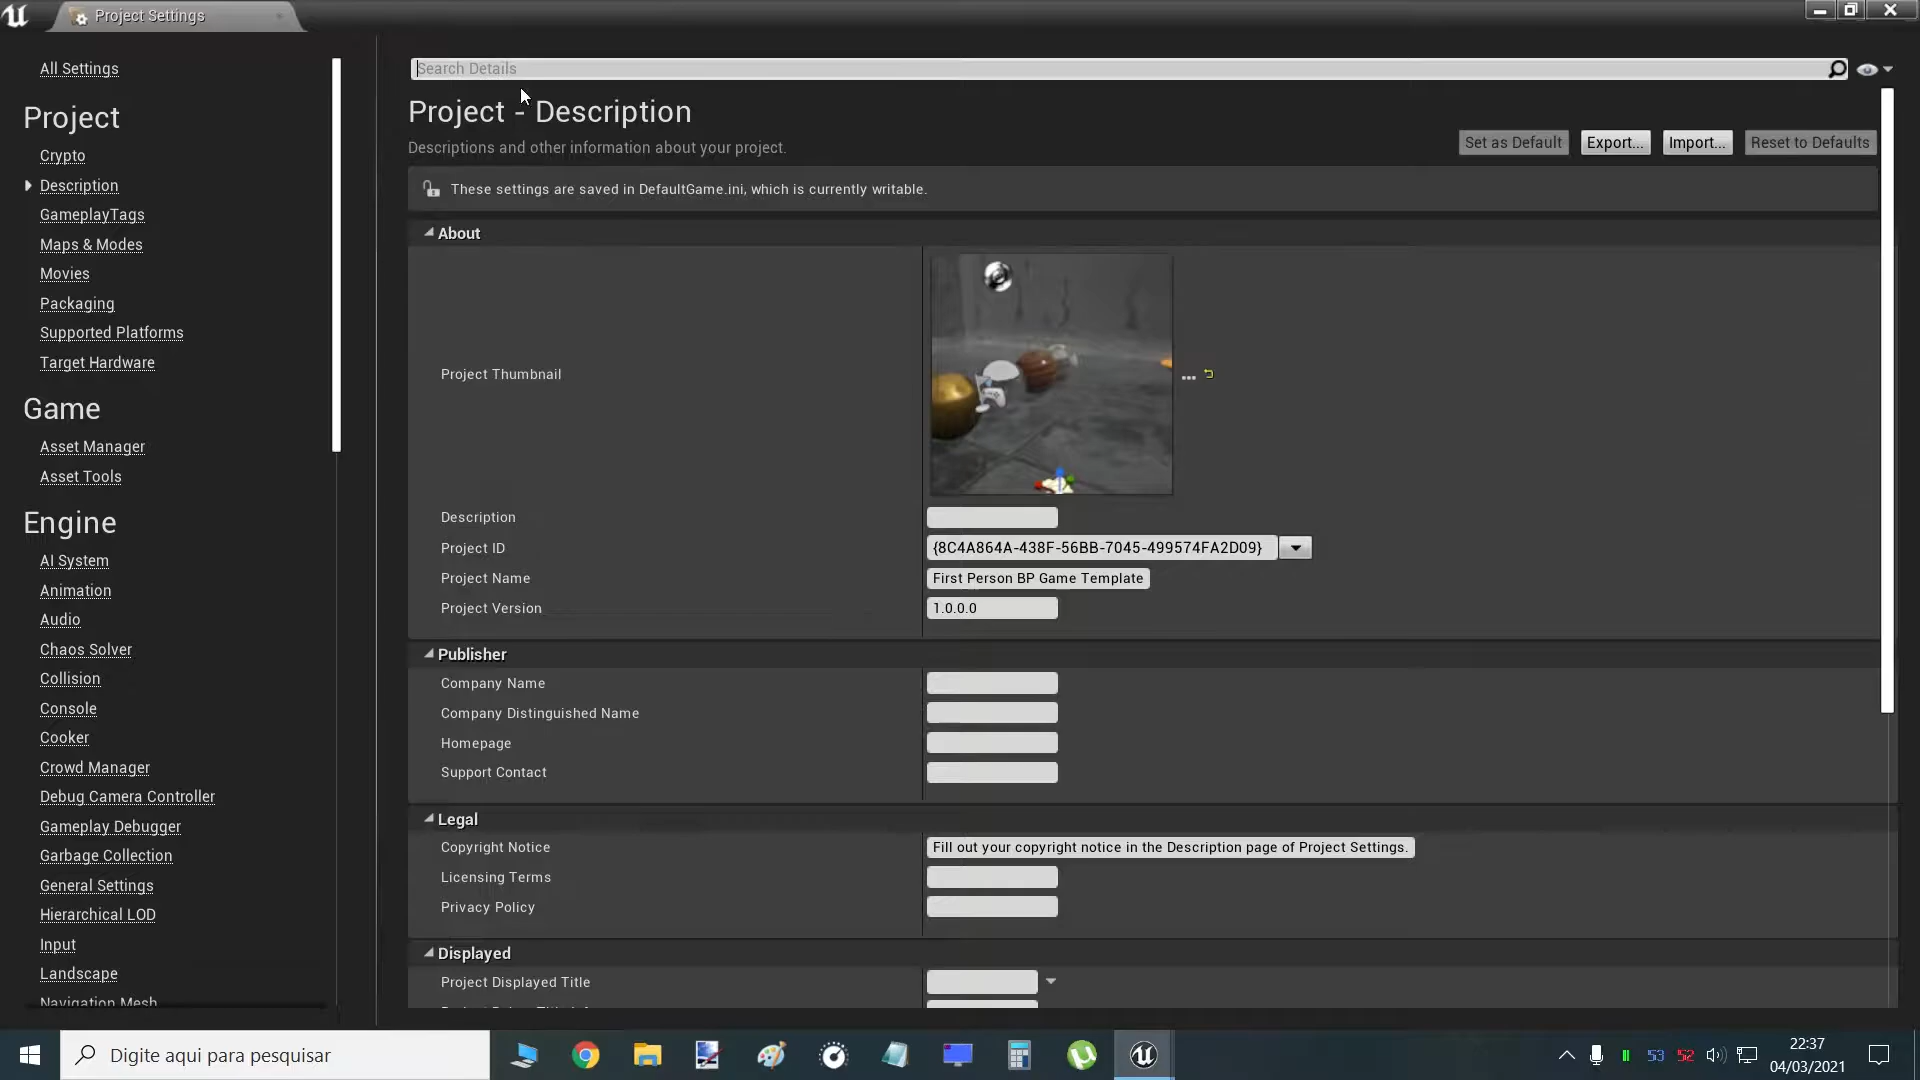 Project Settings
All Settings
Project
Crypto
Description
GameplayTags
Maps & Modes
Movies
Packaging
Supported Platforms
Target Hardware
Game
Asset Manager
Asset Tools
Engine
AI System
Animation
Audio
Chaos Solver
Collision
Console
Cooker
Crowd Manager
Debug Camera Controller
Gameplay Debugger
Garbage Collection
General Settings
Hierarchical LOD
Input
Landscape
Navigation Mesh
Search Details
Project - Description
Descriptions and other information about your project.
Set as Default
Export...
Import...
Reset to Defaults
These settings are saved in DefaultGame.ini, which is currently writable.
About
Project Thumbnail
Description
Project ID
{8C4A864A-438F-56BB-7045-499574FA2D09}
Project Name
First Person BP Game Template
Project Version
1.0.0.0
Publisher
Company Name
Company Distinguished Name
Homepage
Support Contact
Legal
Copyright Notice
Fill out your copyright notice in the Description page of Project Settings.
Licensing Terms
Privacy Policy
Displayed
Project Displayed Title
Digite aqui para pesquisar
53
52
22:37
04/03/2021